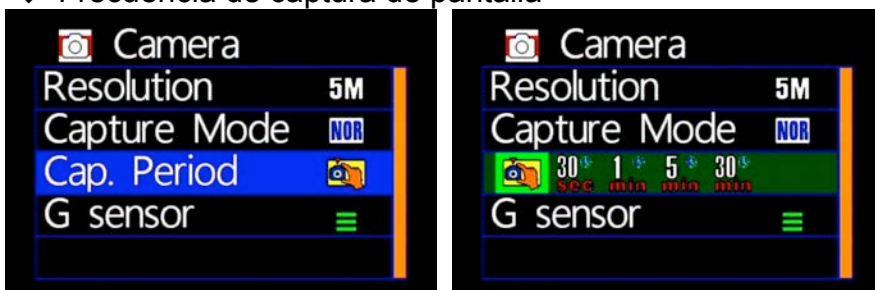 Frecuencia de captura de pantalla
Camera
Resolution 5M
Capture Mode NOR
Cap. Period
G sensor
Camera
Resolution 5M
Capture Mode NOR
30 sec 1 min 5 min 30 min
G sensor